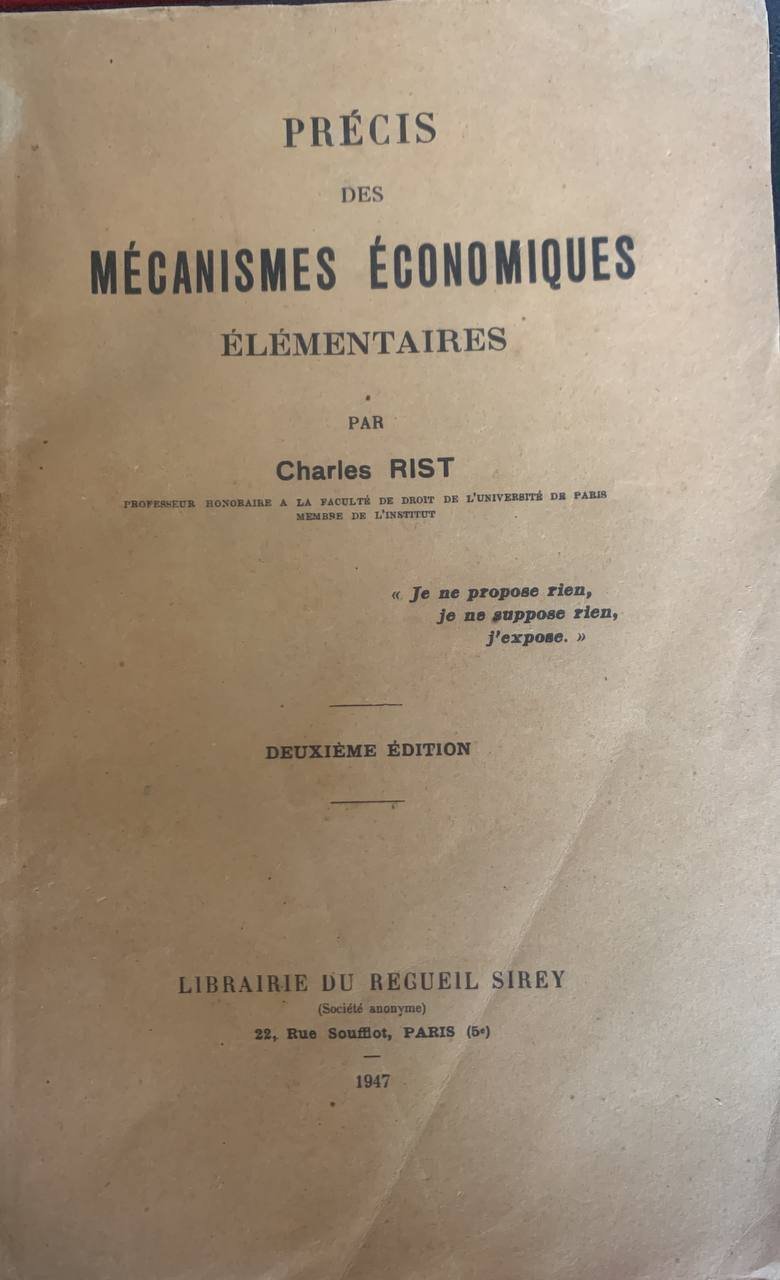 PRÉCIS
DES
MÉCANISMES ÉCONOMIQUES
ÉLÉMENTAIRES
PAR
Charles RIST
PROFESSEUR HONORAIRE A LA FACULTÉ DE DROIT DE L'UNIVERSITÉ DE PARIS
MEMBRE DE L'INSTITUT
« Je ne propose rien,
je ne suppose rien,
j'expose. »
DEUXIÈME ÉDITION
LIBRAIRIE DU RECUEIL SIREY
(Société anonyme)
22, Rue Soufflot, PARIS (5e)
1947